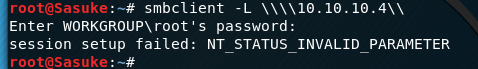 root@Sasuke:~# smbclient -L \\\\10.10.10.4\\
Enter WORKGROUP\root's password:
session setup failed: NT_STATUS_INVALID_PARAMETER
root@Sasuke:~#